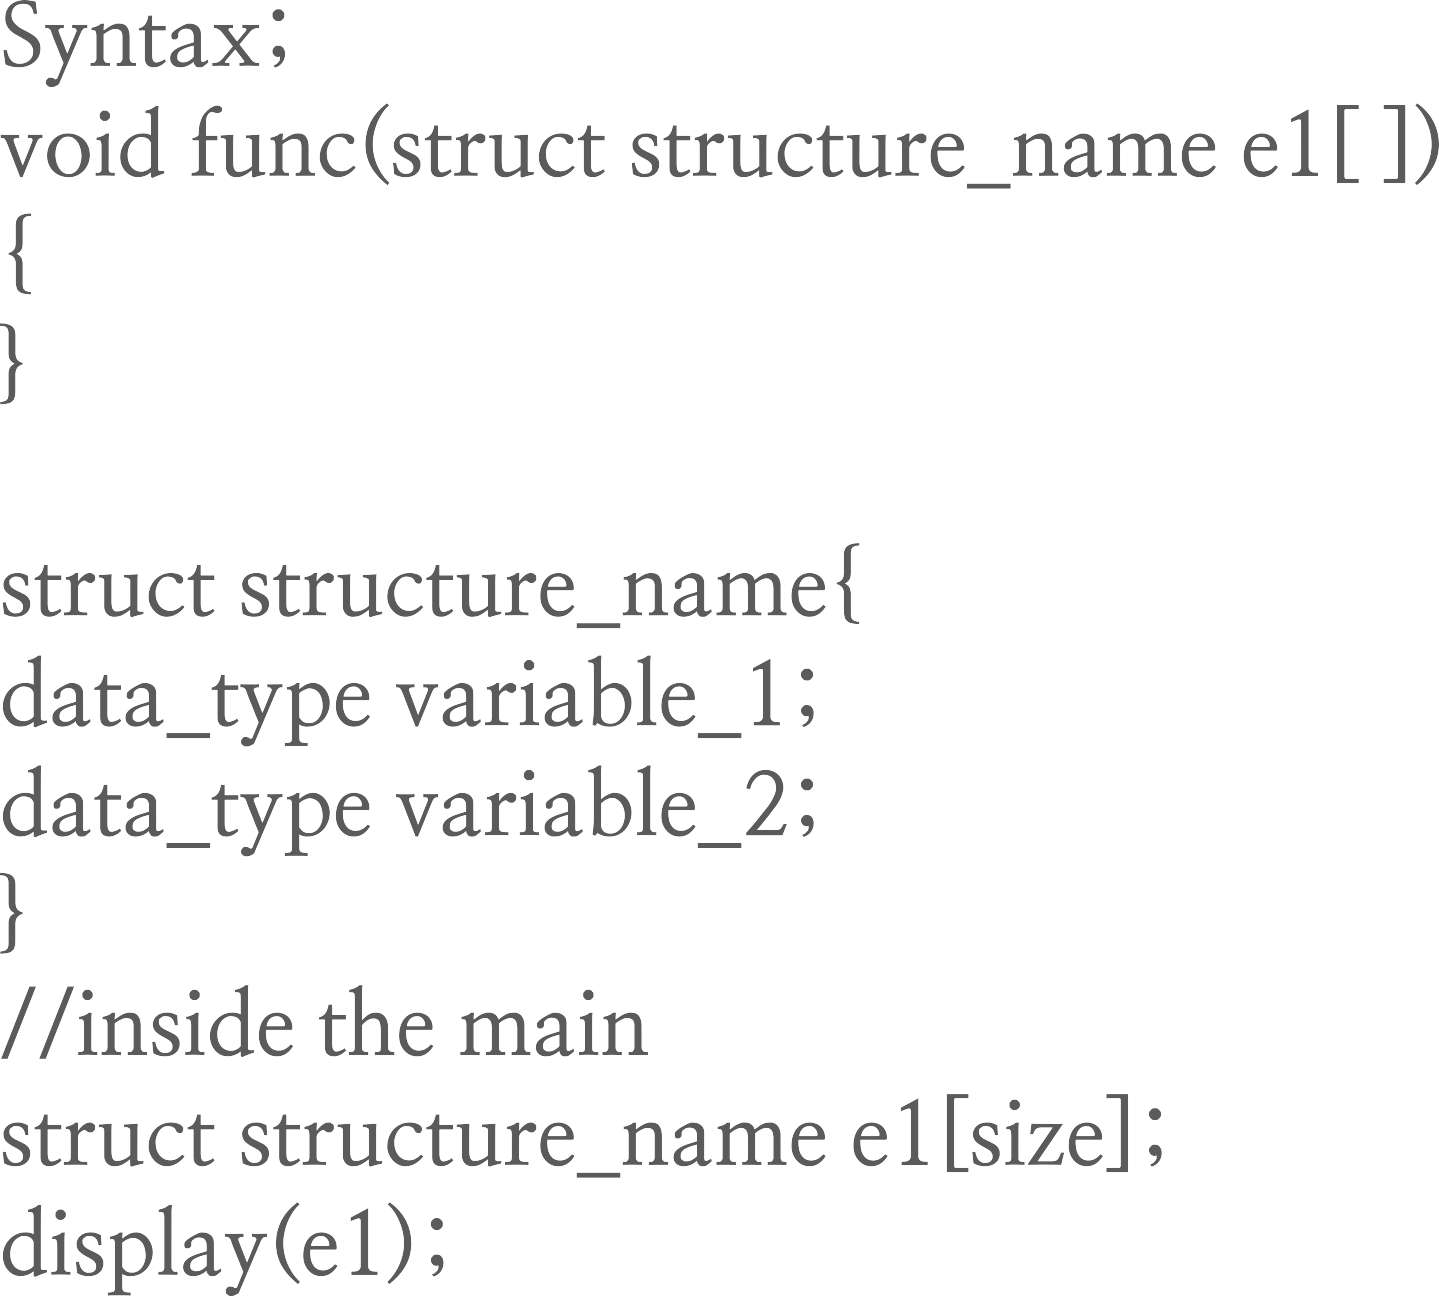 Syntax;
void func(struct structure_name e1[ ])
{
}
struct structure_name{
data_type variable_1;
data_type variable_2;
}
//inside the main
struct structure_name e1[size];
display(e1);